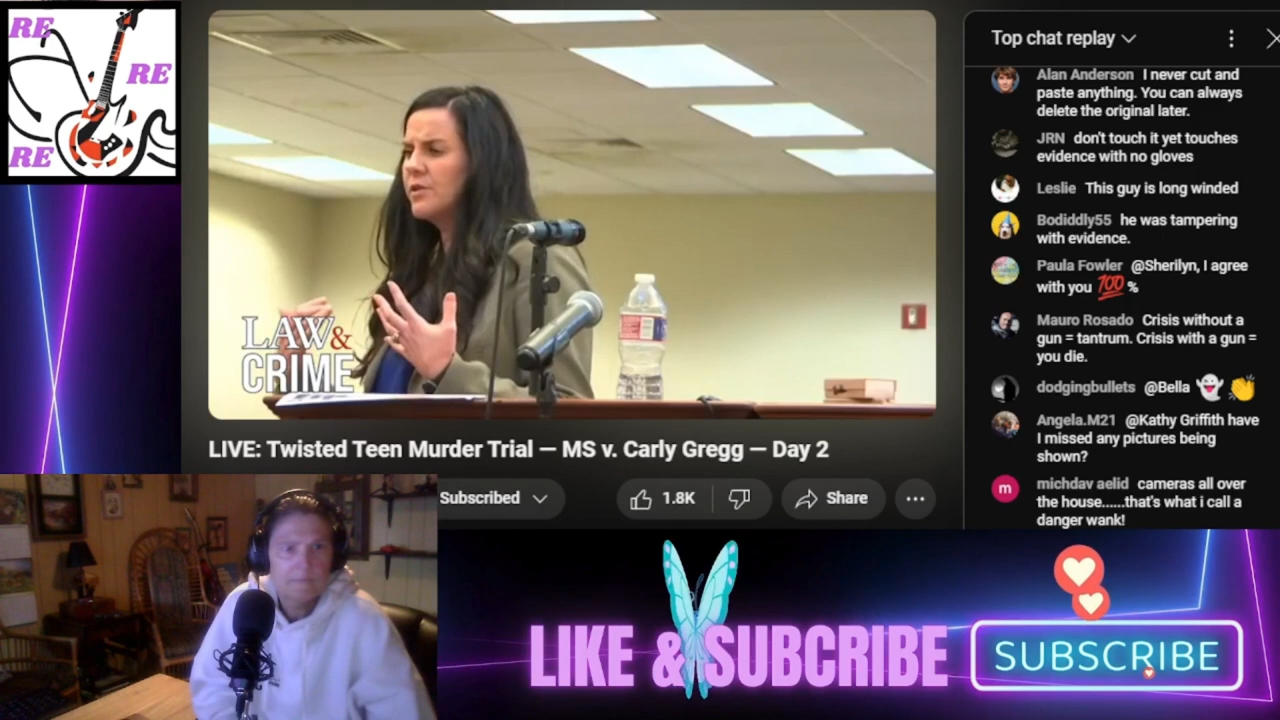 RE
RE
RE
LAW&
CRIME
LIVE: Twisted Teen Murder Trial — MS v. Carly Gregg — Day 2
Subscribed
1.8K
Share
Top chat replay
Alan Anderson I never cut and
paste anything. You can always
delete the original later.
JRN don't touch it yet touches
evidence with no gloves
Leslie This guy is long winded
Bodiddly55 he was tampering
with evidence.
Paula Fowler @Sherilyn, I agree
with you 💯 %
Mauro Rosado Crisis without a
gun = tantrum. Crisis with a gun =
you die.
dodgingbullets @Bella 👻 👏
Angela.M21 @Kathy Griffith have
I missed any pictures being
shown?
m
michdav aelid cameras all over
the house......that's what i call a
danger wank!
LIKE & SUBCRIBE
SUBSCRIBE